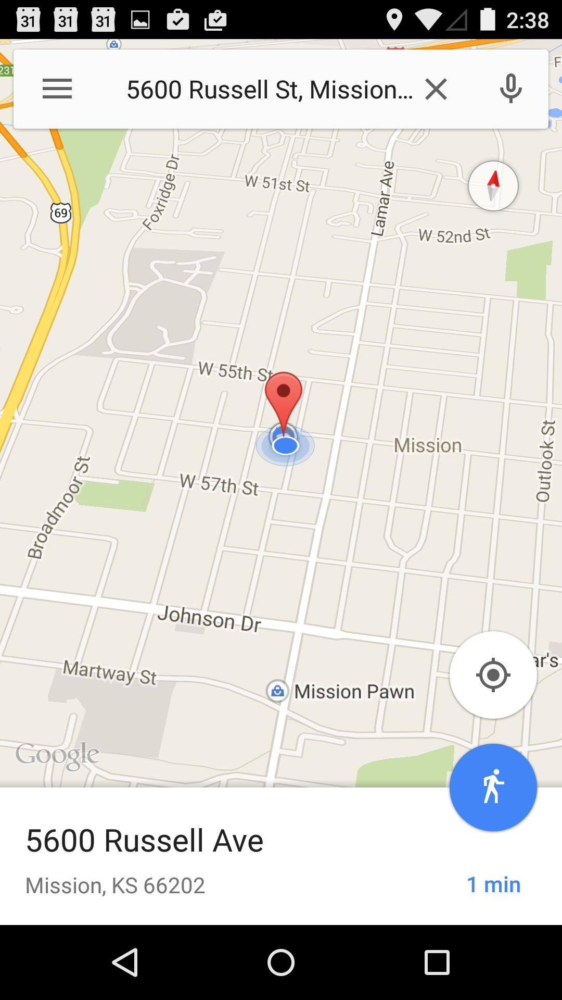 31 31 31 2:38
231
F
5600 Russell St, Mission...
Foxridge Dr
W 51st St
Lamar Ave
69
W 52nd St
W 55th St
Mission
Outlook St
Broadmoor St
W 57th St
Johnson Dr
Martway St
ar's
Mission Pawn
Google
5600 Russell Ave
Mission, KS 66202
1 min